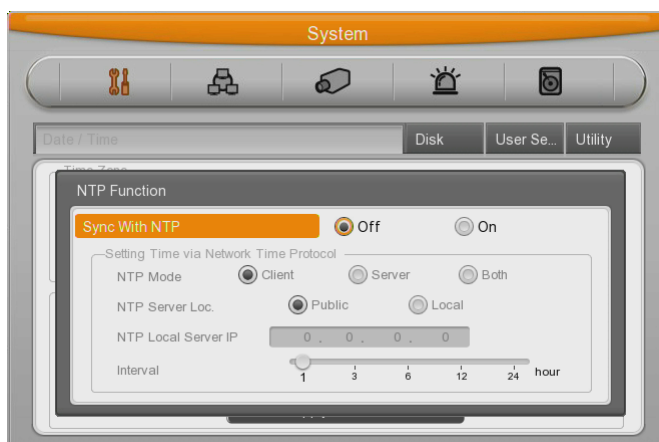 System
Date / Time Disk User Se... Utility
Time Zone
NTP Function
Sync With NTP Off On
Setting Time via Network Time Protocol
NTP Mode Client Server Both
NTP Server Loc. Public Local
NTP Local Server IP 0 . 0 . 0 . 0
Interval 1 3 6 12 24 hour